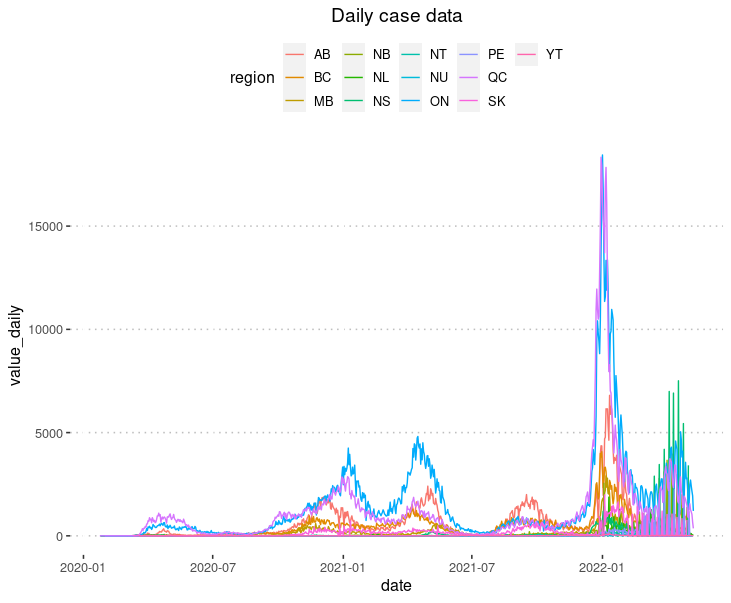 Daily case data
AB NB NT PE YT
region BC NL NU QC
MB NS ON SK
15000
10000
5000
0
value_daily
2020-01 2020-07 2021-01 2021-07 2022-01
date